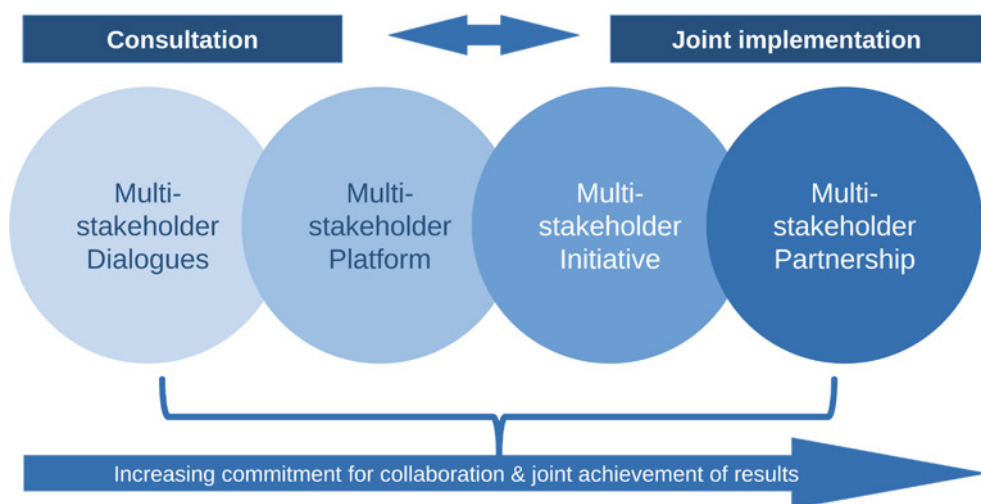 Consultation
Joint implementation
Multi-
stakeholder
Dialogues
Multi-
stakeholder
Platform
Multi-
stakeholder
Initiative
Multi-
stakeholder
Partnership
Increasing commitment for collaboration & joint achievement of results